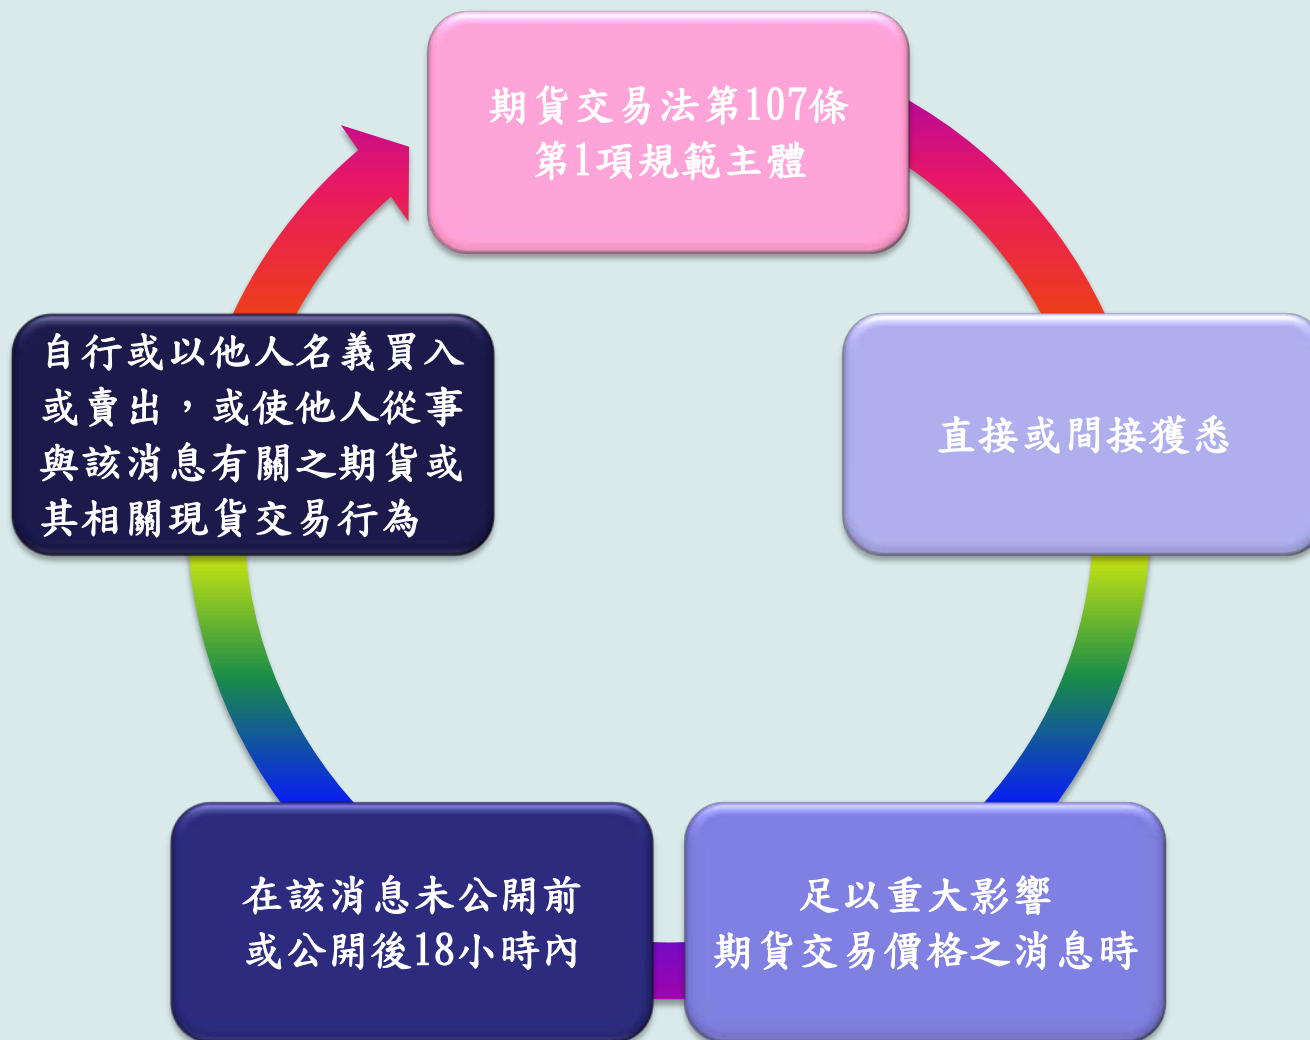 期貨交易法第107條
第1項規範主體
直接或間接獲悉
足以重大影響
期貨交易價格之消息時
在該消息未公開前
或公開後18小時內
自行或以他人名義買入
或賣出，或使他人從事
與該消息有關之期貨或
其相關現貨交易行為